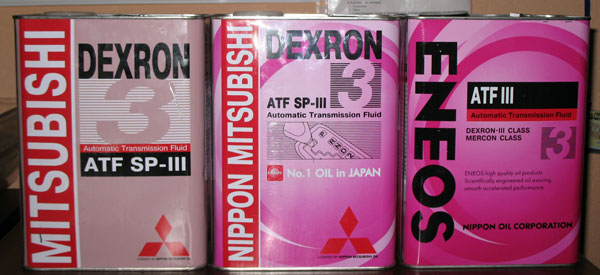 MITSUBISHI
DEXRON
3
Automatic Transmission Fluid
ATF SP-III
NIPPON MITSUBISHI
DEXRON
3
ATF SP-III
Automatic Transmission Fluid
No.1 OIL in JAPAN
ENEOS
ATF III
Automatic Transmission Fluid
DEXRON-III CLASS
MERCON CLASS
3
ENEOS high quality oil products
Scientifically engineered oil assuring,
smooth accelerated performance
NIPPON OIL CORPORATION